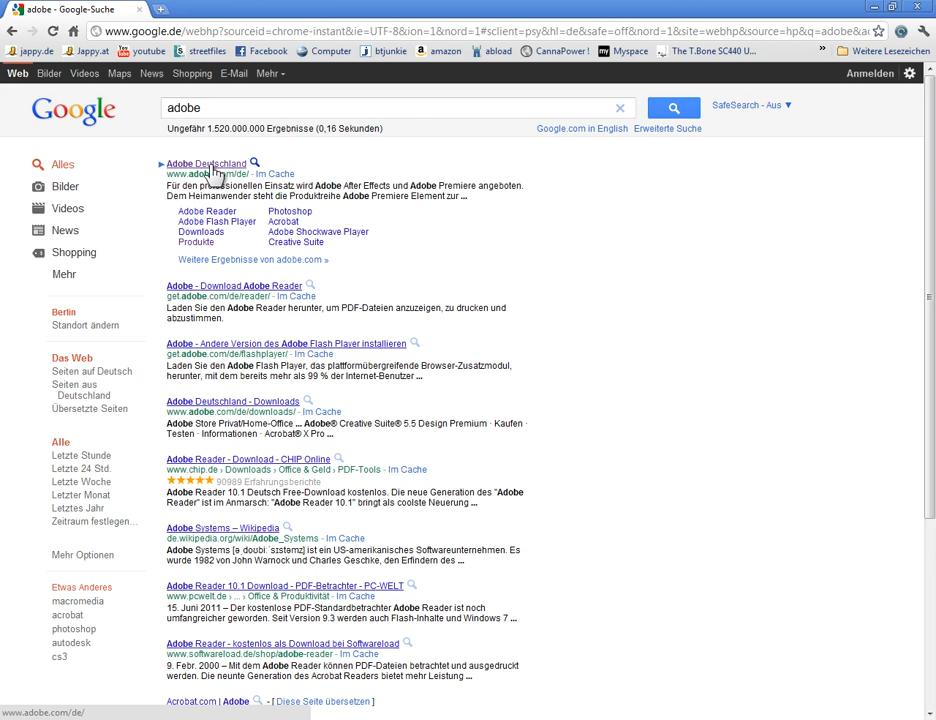 adobe - Google-Suche
www.google.de/webhp?sourceid=chrome-instant&ie=UTF-8&ion=1&nord=1#sclient=psy&hl=de&safe=off&nord=1&site=webhp&source=hp&q=adobe&ac
jappy.de Jappy.at youtube streetfiles Facebook Computer btjunkie amazon abload CannaPower ! Myspace The T.Bone SC440 U... » Weitere Lesezeichen
Web Bilder Videos Maps News Shopping E-Mail Mehr Anmelden
Google adobe SafeSearch - Aus
Ungefähr 1.520.000.000 Ergebnisse (0,16 Sekunden) Google.com in English Erweiterte Suche
Alles
Bilder
Videos
News
Shopping
Mehr
Berlin
Standort ändern
Das Web
Seiten auf Deutsch
Seiten aus
Deutschland
Übersetzte Seiten
Alle
Letzte Stunde
Letzte 24 Std.
Letzte Woche
Letzter Monat
Letztes Jahr
Zeitraum festlegen...
Mehr Optionen
Etwas Anderes
macromedia
acrobat
photoshop
autodesk
cs3
Adobe Deutschland
www.adobe.com/de/ - Im Cache
Für den professionellen Einsatz wird Adobe After Effects und Adobe Premiere angeboten.
Dem Heimanwender steht die Produktreihe Adobe Premiere Element zur ...
Adobe Reader Photoshop
Adobe Flash Player Acrobat
Downloads Adobe Shockwave Player
Produkte Creative Suite
Weitere Ergebnisse von adobe.com »
Adobe - Download Adobe Reader
get.adobe.com/de/reader/ - Im Cache
Laden Sie den Adobe Reader herunter, um PDF-Dateien anzuzeigen, zu drucken und
abzustimmen.
Adobe - Andere Version des Adobe Flash Player installieren
get.adobe.com/de/flashplayer/ - Im Cache
Laden Sie den Adobe Flash Player, das plattformübergreifende Browser-Zusatzmodul,
herunter, mit dem bereits mehr als 99 % der Internet-Benutzer ...
Adobe Deutschland - Downloads
www.adobe.com/de/downloads/ - Im Cache
Adobe Store Privat/Home-Office ... Adobe® Creative Suite® 5.5 Design Premium · Kaufen ·
Testen · Informationen · Acrobat® X Pro ...
Adobe Reader - Download - CHIP Online
www.chip.de › Downloads › Office & Geld › PDF-Tools - Im Cache
90989 Erfahrungsberichte
Adobe Reader 10.1 Deutsch Free-Download kostenlos. Die neue Generation des "Adobe
Reader" ist im Anmarsch: "Adobe Reader 10.1" bringt als coolste Neuerung ...
Adobe Systems – Wikipedia
de.wikipedia.org/wiki/Adobe_Systems - Im Cache
Adobe Systems [ə ˌdoʊbiːˈsɪstəmz] ist ein US-amerikanisches Softwareunternehmen. Es
wurde 1982 von John Warnock und Charles Geschke, den Erfindern des ...
Adobe Reader 10.1 Download - PDF-Betrachter - PC-WELT
www.pcwelt.de › ... › Office & Produktivität - Im Cache
15. Juni 2011 – Der kostenlose PDF-Standardbetrachter Adobe Reader ist noch
umfangreicher geworden. Seit Version 9.3 werden auch Flash-Inhalte und Windows 7 ...
Adobe Reader - kostenlos als Download bei Softwareload
www.softwareload.de/shop/adobe-reader - Im Cache
9. Febr. 2000 – Mit dem Adobe Reader können PDF-Dateien betrachtet und ausgedruckt
werden. Die neunte Generation des Acrobat Readers bietet mehr Leistung ...
Acrobat.com | Adobe - [ Diese Seite übersetzen ]
www.adobe.com/de/